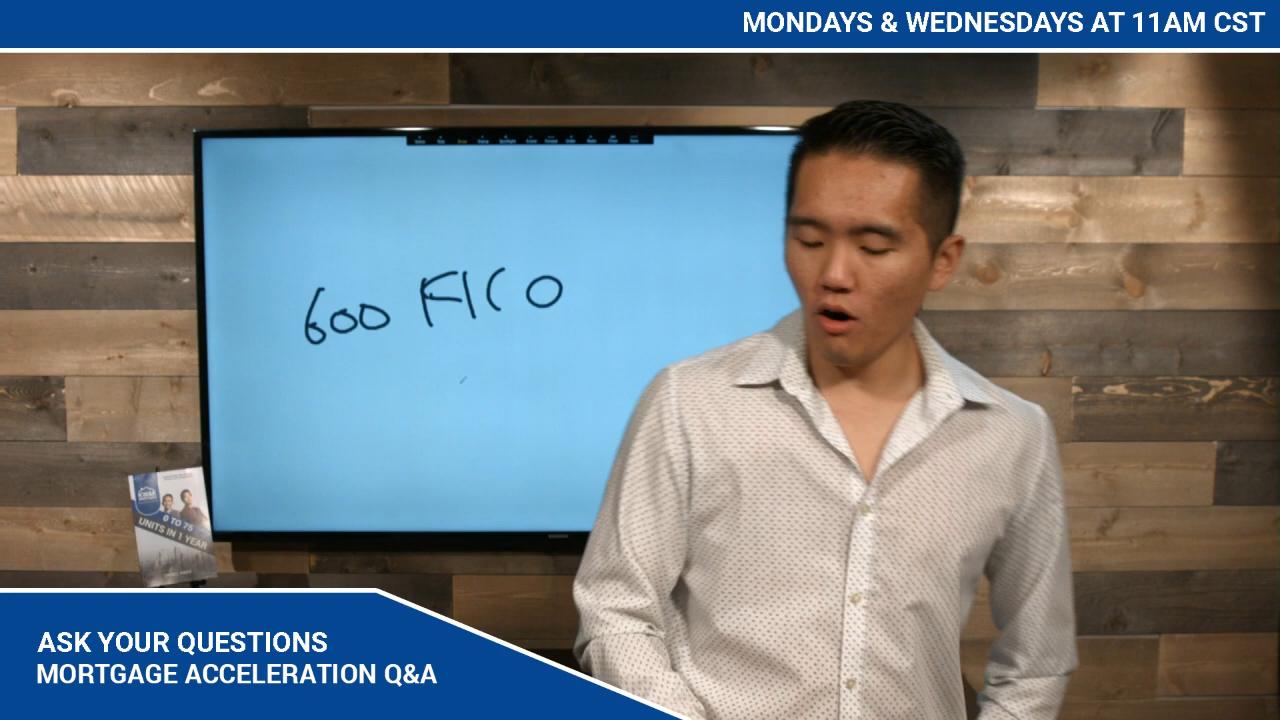 MONDAYS & WEDNESDAYS AT 11AM CST
600 FICO
0 TO 75
UNITS IN 1 YEAR
ASK YOUR QUESTIONS
MORTGAGE ACCELERATION Q&A